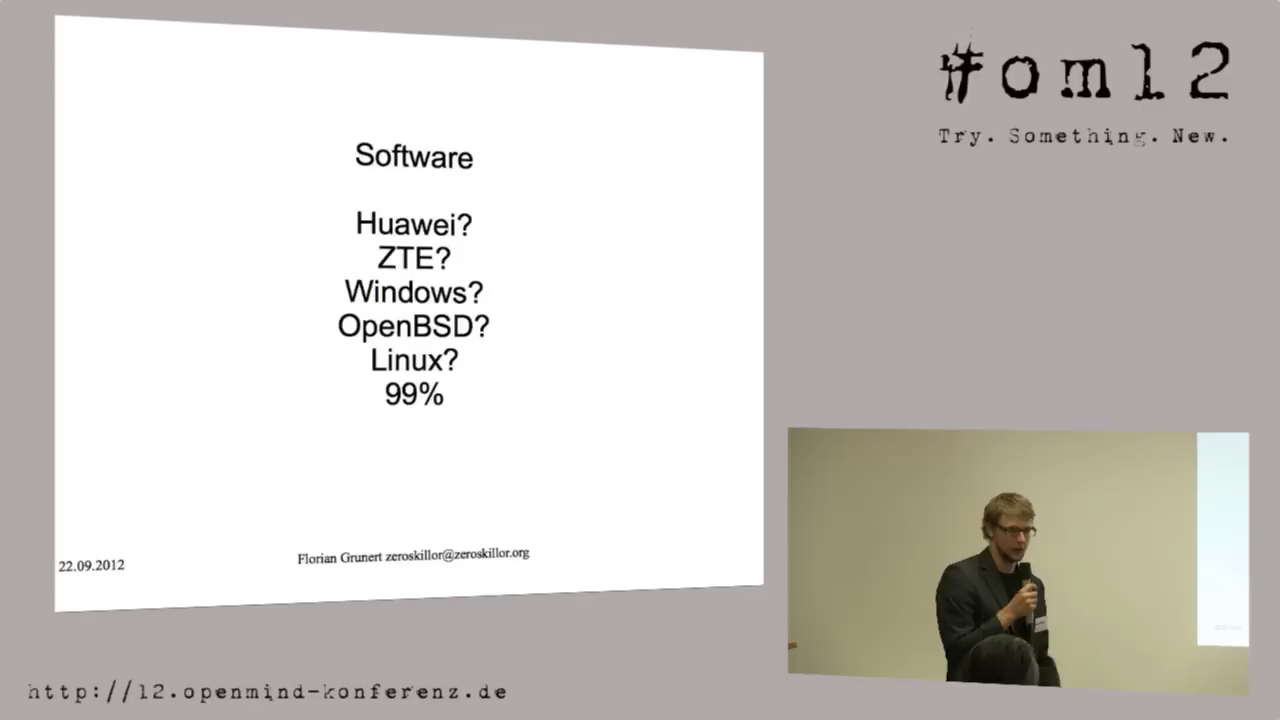 #om12
Try. Something. New.
Software
Huawei?
ZTE?
Windows?
OpenBSD?
Linux?
99%
22.09.2012
Florian Grunert zeroskillor@zeroskillor.org
http://12.openmind-konferenz.de